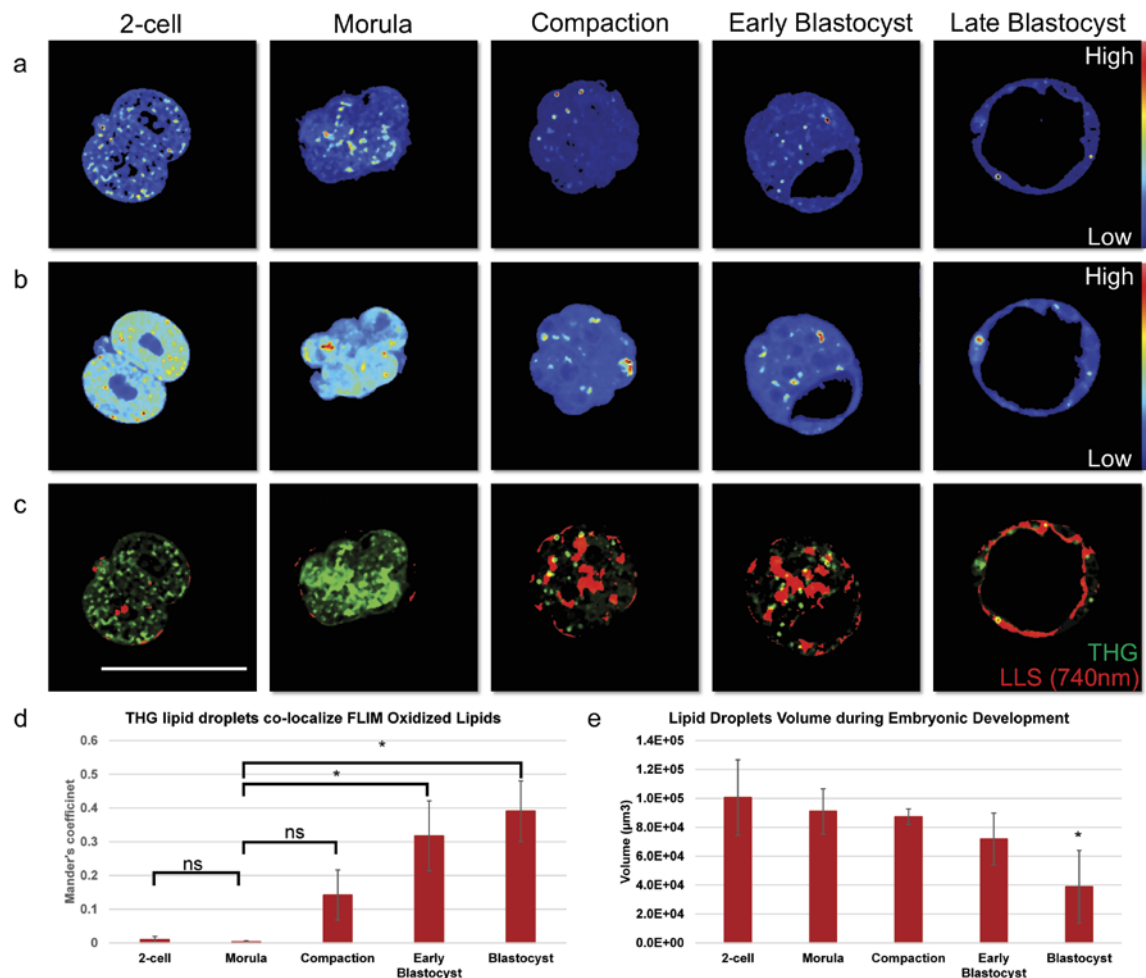 2-cell Morula Compaction Early Blastocyst Late Blastocyst
a
High
Low
b
High
Low
c
THG
LLS (740nm)
d
THG lipid droplets co-localize FLIM Oxidized Lipids
0.6
0.5
0.4
0.3
0.2
0.1
0
Mander's coefficinet
ns
ns
*
*
2-cell Morula Compaction Early Blastocyst
Blastocyst
e
Lipid Droplets Volume during Embryonic Development
1.4E+05
1.2E+05
1.0E+05
8.0E+04
6.0E+04
4.0E+04
2.0E+04
0.0E+00
Volume (µm3)
*
2-cell Morula Compaction Early Blastocyst
Blastocyst